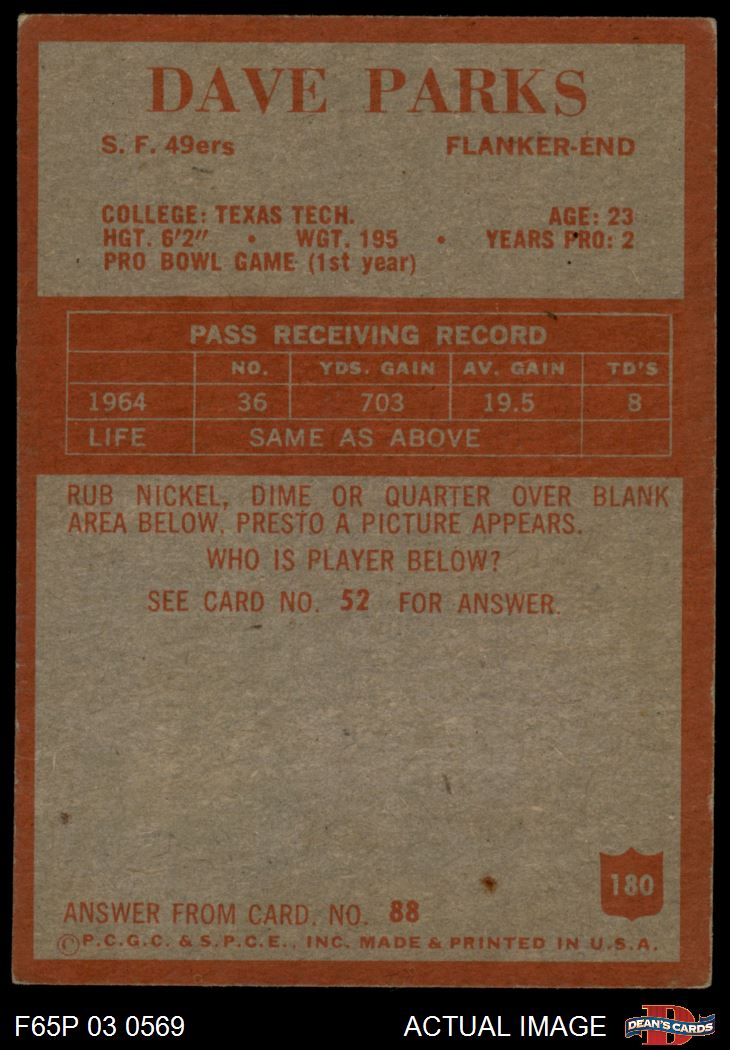 DAVE PARKS
S. F. 49ers FLANKER-END
COLLEGE: TEXAS TECH. AGE: 23
HGT. 6'2" • WGT. 195 • YEARS PRO: 2
PRO BOWL GAME (1st year)
PASS RECEIVING RECORD
NO. YDS. GAIN AV. GAIN TD'S
1964 36 703 19.5 8
LIFE SAME AS ABOVE
RUB NICKEL, DIME OR QUARTER OVER BLANK
AREA BELOW. PRESTO A PICTURE APPEARS.
WHO IS PLAYER BELOW?
SEE CARD NO. 52 FOR ANSWER.
180
ANSWER FROM CARD. NO. 88
©P.C.G.C. & S.P.C.E., INC. MADE & PRINTED IN U.S.A.
F65P 03 0569 ACTUAL IMAGE D DEAN'S CARDS